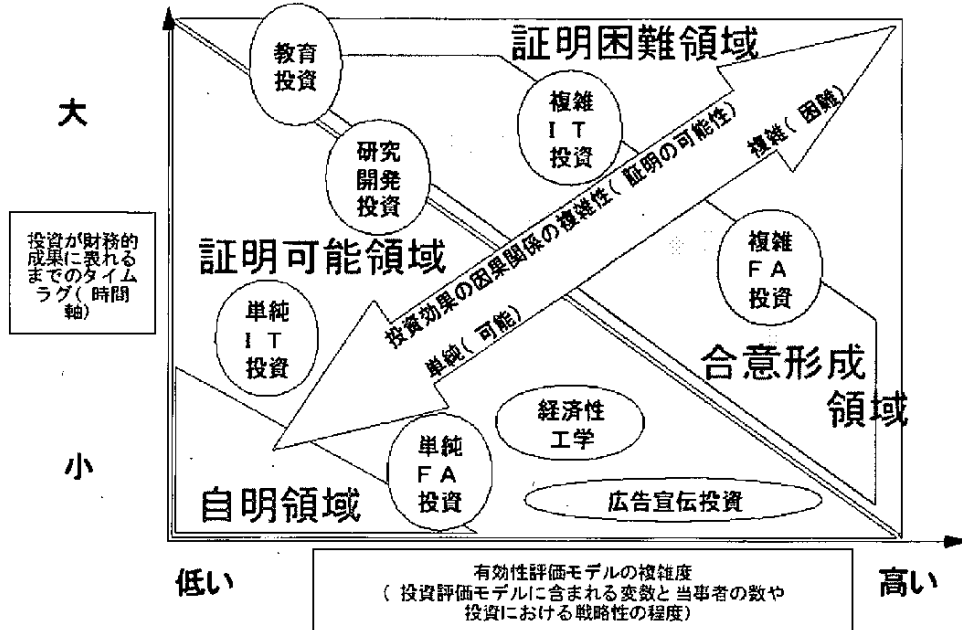 証明困難領域
教育
投資
複雑
ＩＴ
投資
大
研究
開発
投資
複雑(困難)
投資効果の因果関係の複雑性(証明の可能性)
単純(可能)
投資が財務的
成果に現れる
までのタイム
ラグ(時間
軸)
証明可能領域
複雑
ＦＡ
投資
単純
ＩＴ
投資
合意形成
領域
経済性
工学
単純
ＦＡ
投資
小
自明領域
広告宣伝投資
低い
有効性評価モデルの複雑度
(投資評価モデルに含まれる変数と当事者の数や
投資における戦略性の程度)
高い